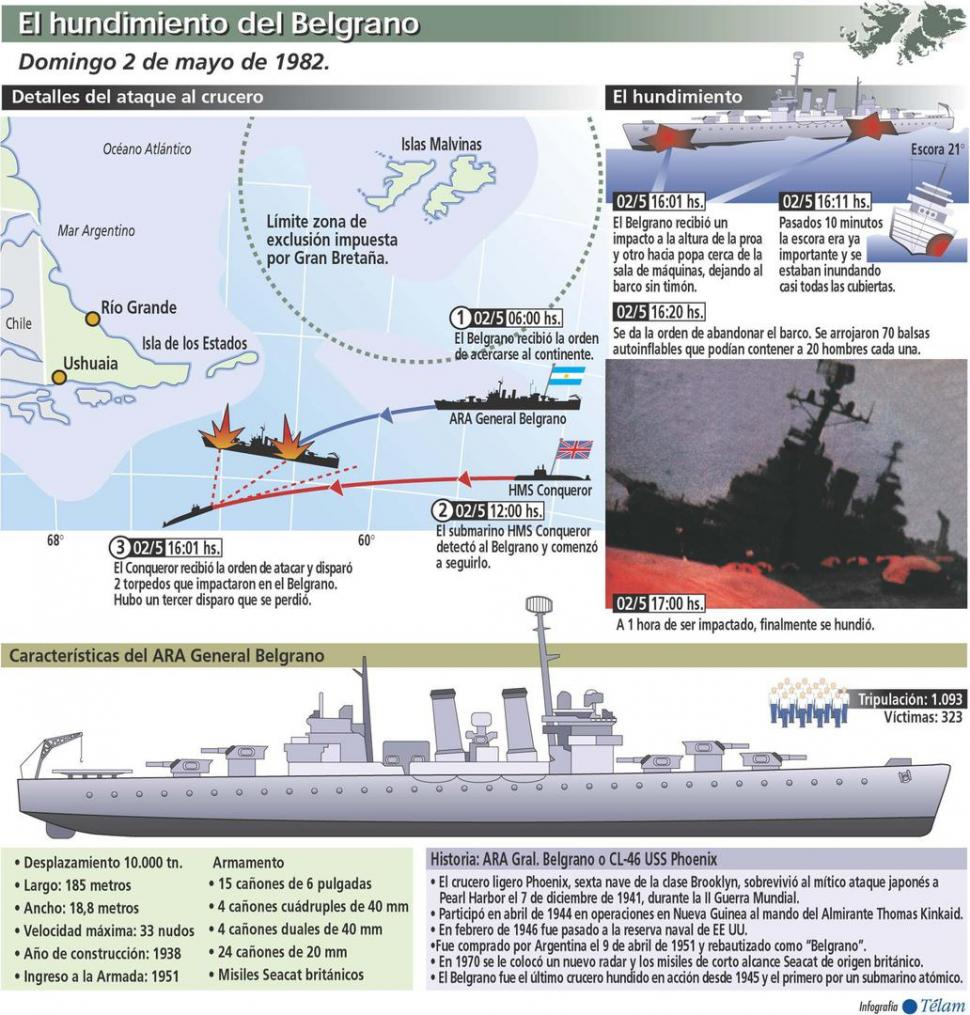 El hundimiento del Belgrano
Domingo 2 de mayo de 1982.
Detalles del ataque al crucero
Océano Atlántico
Islas Malvinas
Mar Argentino
Límite zona de
exclusión impuesta
por Gran Bretaña.
Río Grande
Chile
Isla de los Estados
Ushuaia
1 02/5 06:00 hs.
El Belgrano recibió la orden
de acercarse al continente.
ARA General Belgrano
HMS Conqueror
2 02/5 12:00 hs.
El submarino HMS Conqueror
detectó al Belgrano y comenzó
a seguirlo.
68°
60°
3 02/5 16:01 hs.
El Conqueror recibió la orden de atacar y disparó
2 torpedos que impactaron en el Belgrano.
Hubo un tercer disparo que se perdió.
El hundimiento
Escora 21°
02/5 16:01 hs.
El Belgrano recibió un
impacto a la altura de la proa
y otro hacia popa cerca de la
sala de máquinas, dejando al
barco sin timón.
02/5 16:11 hs.
Pasados 10 minutos
la escora era ya
importante y se
estaban inundando
casi todas las cubiertas.
02/5 16:20 hs.
Se da la orden de abandonar el barco. Se arrojaron 70 balsas
autoinflables que podían contener a 20 hombres cada una.
02/5 17:00 hs.
A 1 hora de ser impactado, finalmente se hundió.
Características del ARA General Belgrano
Tripulación: 1.093
Víctimas: 323
• Desplazamiento 10.000 tn.
• Largo: 185 metros
• Ancho: 18,8 metros
• Velocidad máxima: 33 nudos
• Año de construcción: 1938
• Ingreso a la Armada: 1951
Armamento
• 15 cañones de 6 pulgadas
• 4 cañones cuádruples de 40 mm
• 4 cañones duales de 40 mm
• 24 cañones de 20 mm
• Misiles Seacat británicos
Historia: ARA Gral. Belgrano o CL-46 USS Phoenix
• El crucero ligero Phoenix, sexta nave de la clase Brooklyn, sobrevivió al mítico ataque japonés a
Pearl Harbor el 7 de diciembre de 1941, durante la II Guerra Mundial.
• Participó en abril de 1944 en operaciones en Nueva Guinea al mando del Almirante Thomas Kinkaid.
• En febrero de 1946 fue pasado a la reserva naval de EE UU.
•Fue comprado por Argentina el 9 de abril de 1951 y rebautizado como "Belgrano".
• En 1970 se le colocó un nuevo radar y los misiles de corto alcance Seacat de origen británico.
• El Belgrano fue el último crucero hundido en acción desde 1945 y el primero por un submarino atómico.
Infografía Télam